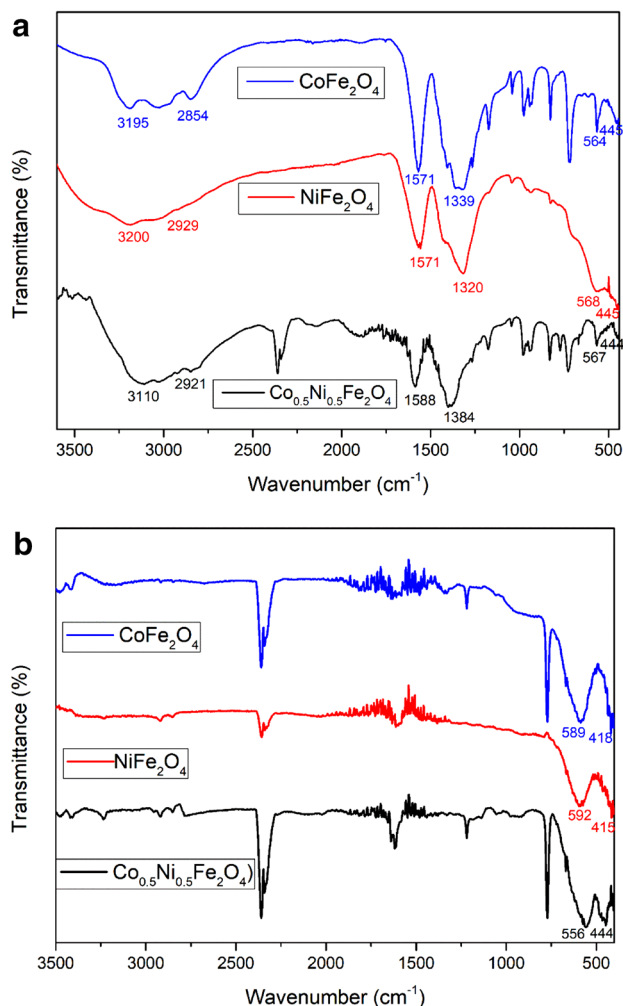 a
CoFe2O4
3195
2854
1571
1339
564
445
NiFe2O4
3200
2929
1571
1320
568
445
Co0.5Ni0.5Fe2O4
3110
2921
1588
1384
567
444
Transmittance (%)
3500 3000 2500 2000 1500 1000 500
Wavenumber (cm-1)
b
CoFe2O4
589
418
NiFe2O4
592
415
Co0.5Ni0.5Fe2O4)
556
444
Transmittance (%)
3500 3000 2500 2000 1500 1000 500
Wavenumber (cm-1)